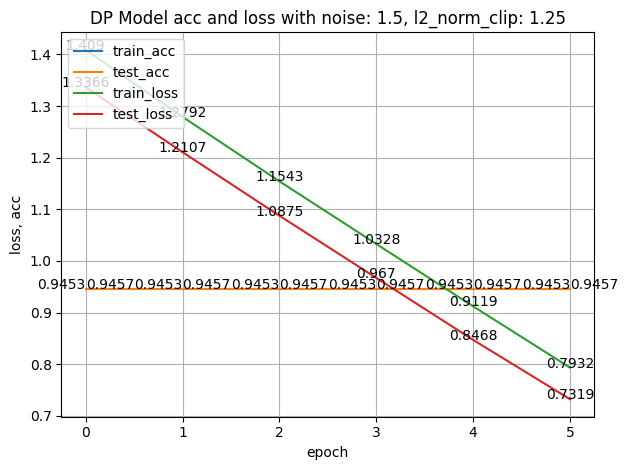 DP Model acc and loss with noise: 1.5, l2_norm_clip: 1.25
loss, acc
1.4
1.3
1.2
1.1
1.0
0.9
0.8
0.7
train_acc
test_acc
train_loss
test_loss
1.409
1.3366
1.2107
1.1543
1.0875
1.0328
0.967
0.9453 0.9457 0.9453 0.9457 0.9453 0.9457 0.9453 0.9457 0.9453 0.9457 0.9453 0.9457
0.9119
0.8468
0.7932
0.7319
0 1 2 3 4 5
epoch